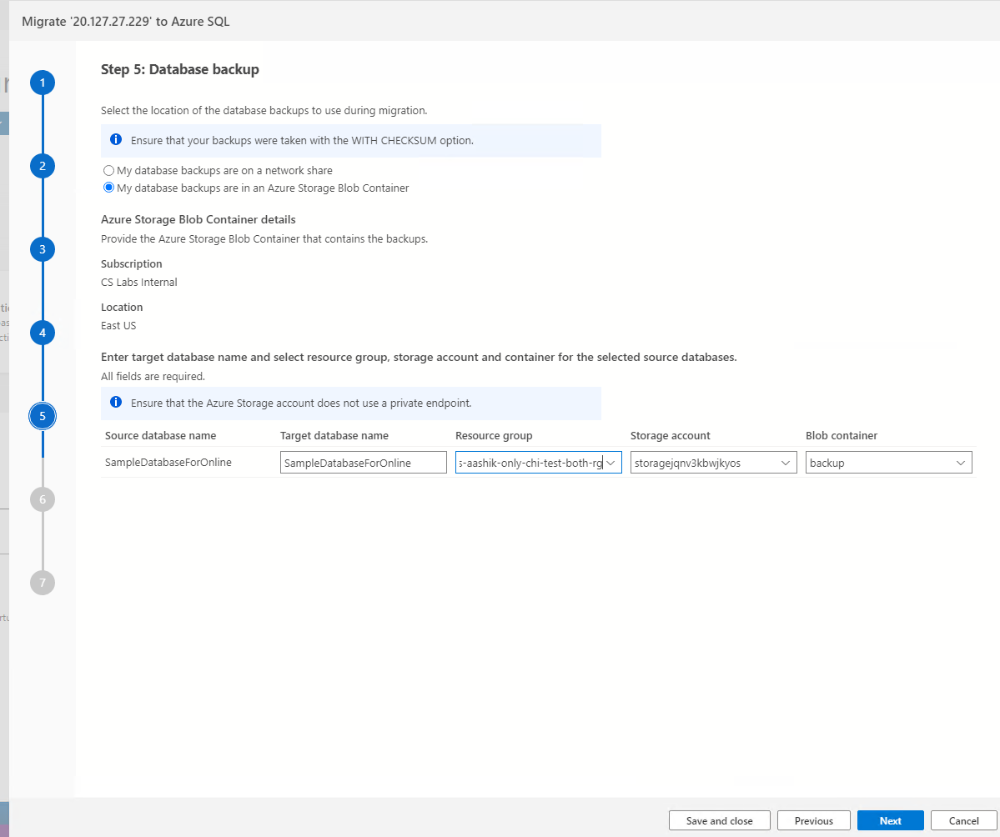 Migrate '20.127.27.229' to Azure SQL
1
2
3
4
5
6
7
Step 5: Database backup
Select the location of the database backups to use during migration.
Ensure that your backups were taken with the WITH CHECKSUM option.
My database backups are on a network share
My database backups are in an Azure Storage Blob Container
Azure Storage Blob Container details
Provide the Azure Storage Blob Container that contains the backups.
Subscription
CS Labs Internal
Location
East US
Enter target database name and select resource group, storage account and container for the selected source databases.
All fields are required.
Ensure that the Azure Storage account does not use a private endpoint.
Source database name Target database name Resource group Storage account Blob container
SampleDatabaseForOnline SampleDatabaseForOnline s-aashik-only-chi-test-both-rg storagejqnv3kbwjkyos backup
Save and close Previous Next Cancel